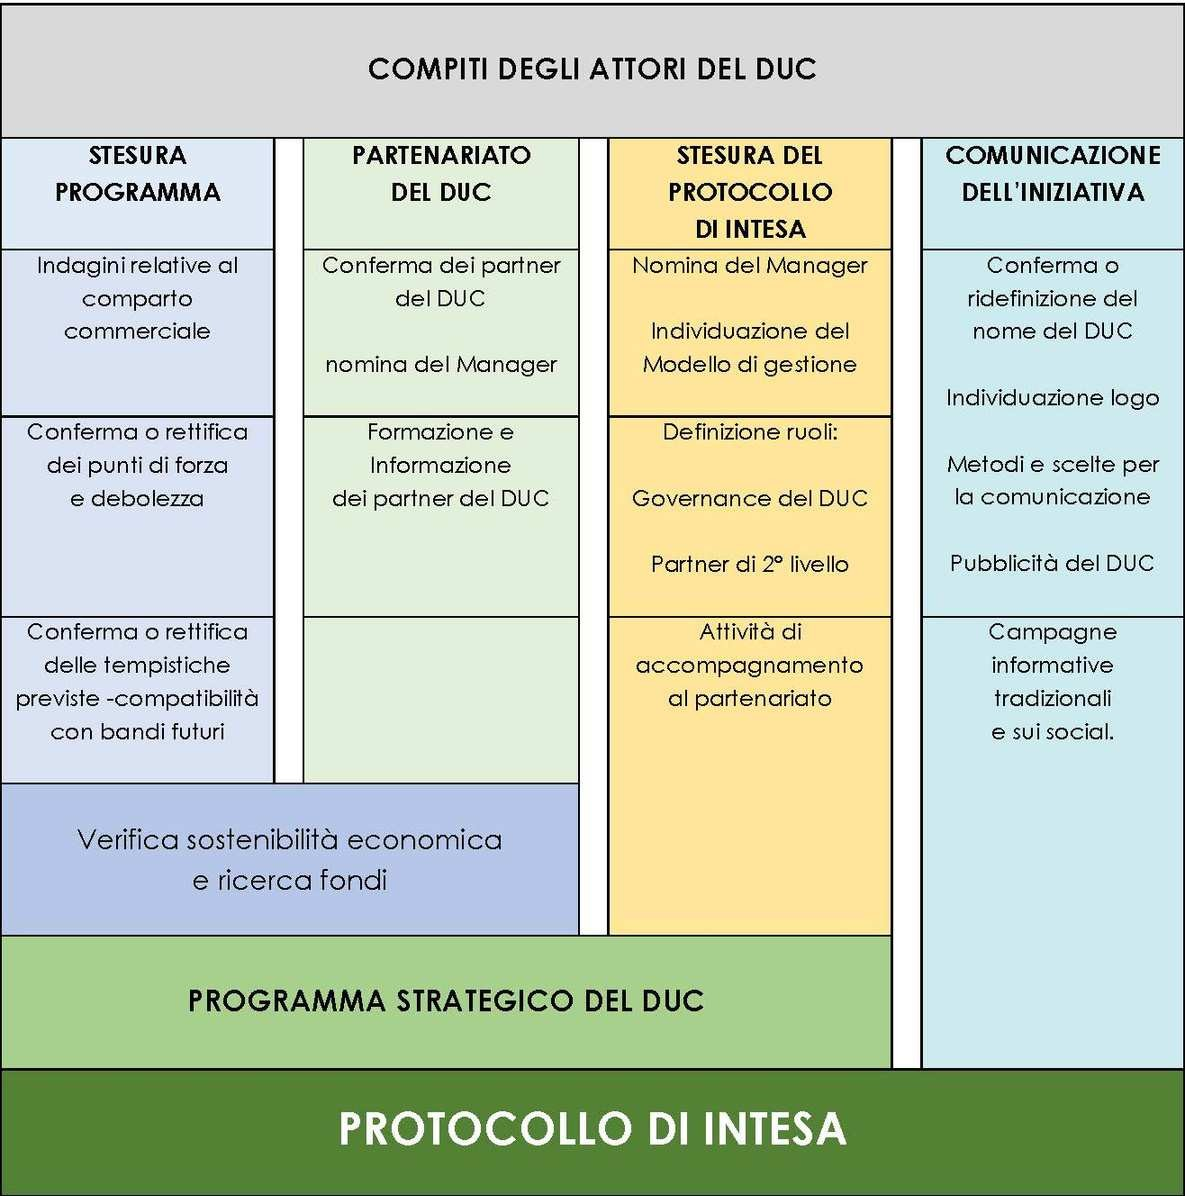 COMPITI DEGLI ATTORI DEL DUC
STESURA
PROGRAMMA
Indagini relative al
comparto
commerciale
Conferma o rettifica
dei punti di forza
e debolezza
Conferma o rettifica
delle tempistiche
previste -compatibilità
con bandi futuri
PARTENARIATO
DEL DUC
Conferma dei partner
del DUC
nomina del Manager
Formazione e
Informazione
dei partner del DUC
Verifica sostenibilità economica
e ricerca fondi
STESURA DEL
PROTOCOLLO
DI INTESA
Nomina del Manager
Individuazione del
Modello di gestione
Definizione ruoli:
Governance del DUC
Partner di 2° livello
Attività di
accompagnamento
al partenariato
PROGRAMMA STRATEGICO DEL DUC
COMUNICAZIONE
DELL'INIZIATIVA
Conferma o
ridefinizione del
nome del DUC
Individuazione logo
Metodi e scelte per
la comunicazione
Pubblicità del DUC
Campagne
informative
tradizionali
e sui social.
PROTOCOLLO DI INTESA